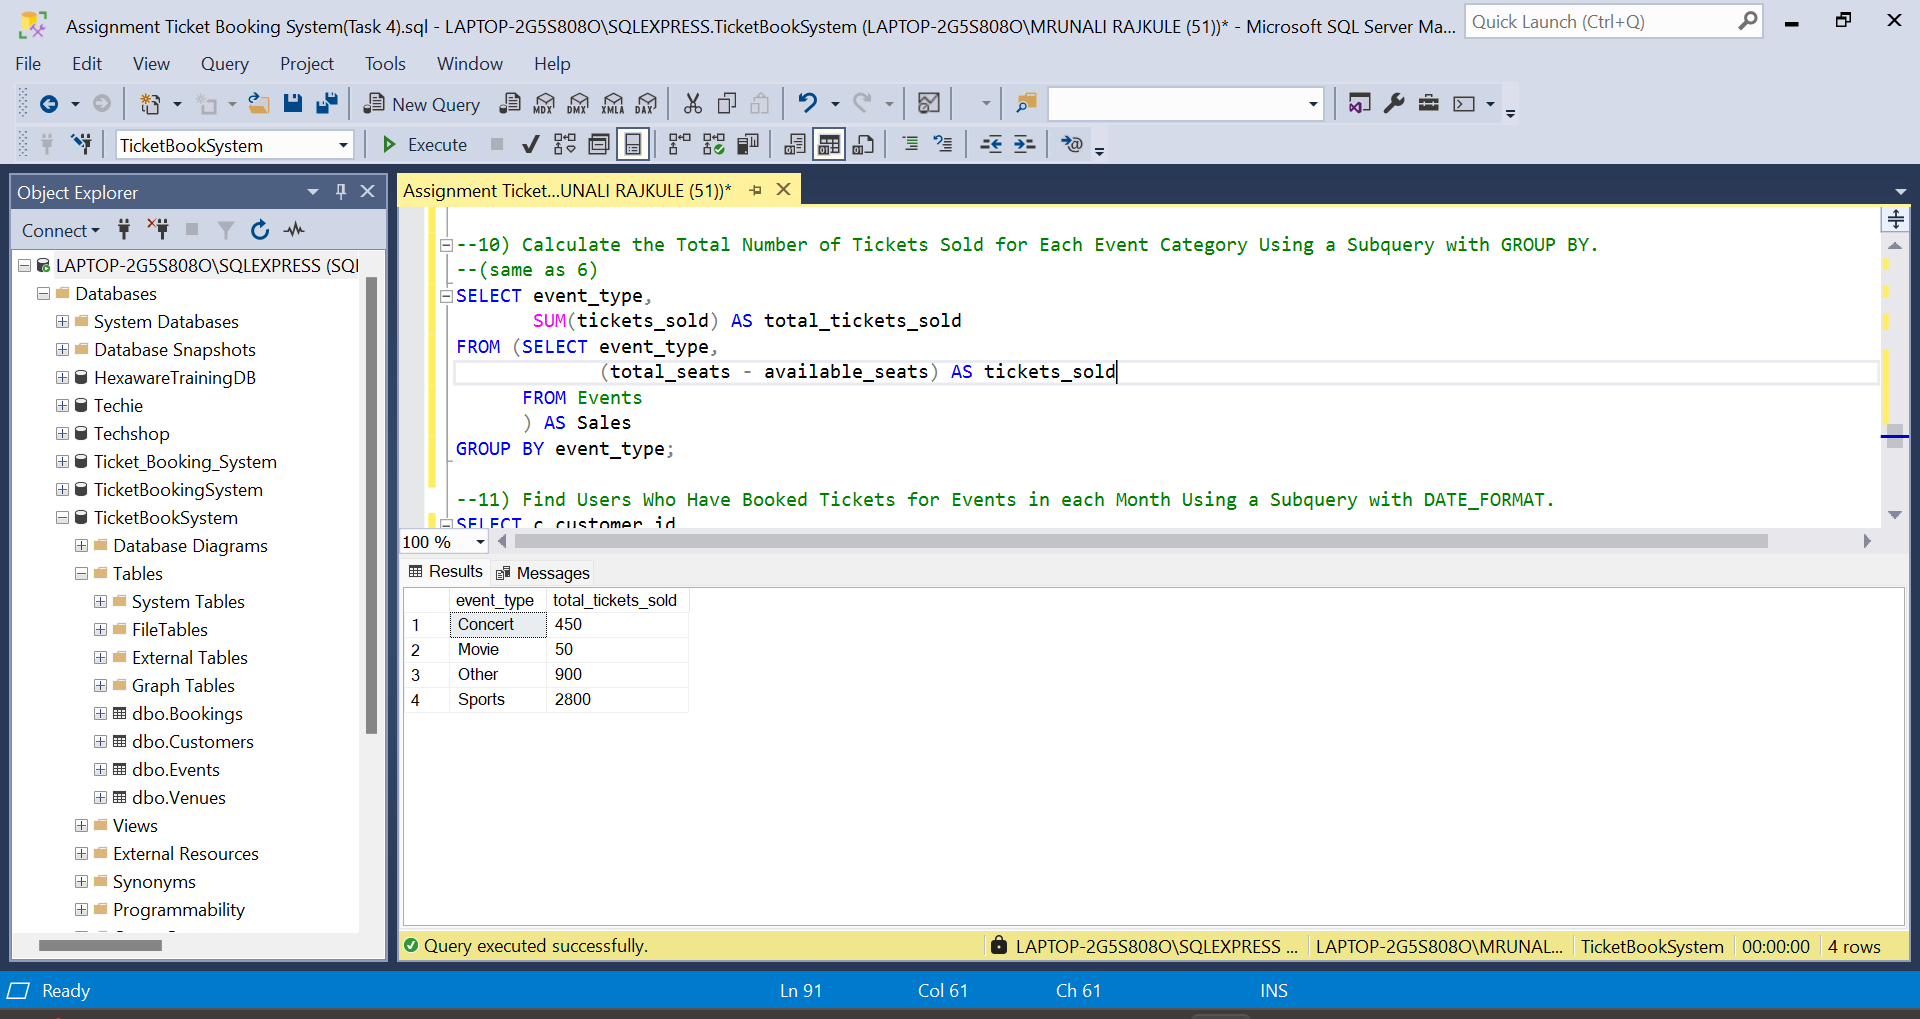 Assignment Ticket Booking System(Task 4).sql - LAPTOP-2G5S808O\SQLEXPRESS.TicketBookSystem (LAPTOP-2G5S808O\MRUNALI RAJKULE (51))* - Microsoft SQL Server Ma...
Quick Launch (Ctrl+Q)
File Edit View Query Project Tools Window Help
New Query MDX DMX XMLA DAX
TicketBookSystem Execute
Object Explorer
Connect
LAPTOP-2G5S808O\SQLEXPRESS (SQl
Databases
System Databases
Database Snapshots
HexawareTrainingDB
Techie
Techshop
Ticket_Booking_System
TicketBookingSystem
TicketBookSystem
Database Diagrams
Tables
System Tables
FileTables
External Tables
Graph Tables
dbo.Bookings
dbo.Customers
dbo.Events
dbo.Venues
Views
External Resources
Synonyms
Programmability
Assignment Ticket...UNALI RAJKULE (51))*
--10) Calculate the Total Number of Tickets Sold for Each Event Category Using a Subquery with GROUP BY.
--(same as 6)
SELECT event_type,
SUM(tickets_sold) AS total_tickets_sold
FROM (SELECT event_type,
(total_seats - available_seats) AS tickets_sold
FROM Events
) AS Sales
GROUP BY event_type;
--11) Find Users Who Have Booked Tickets for Events in each Month Using a Subquery with DATE_FORMAT.
SELECT c.customer_id
100 %
Results Messages
event_type total_tickets_sold
1 Concert 450
2 Movie 50
3 Other 900
4 Sports 2800
Query executed successfully. LAPTOP-2G5S808O\SQLEXPRESS ... LAPTOP-2G5S808O\MRUNAL... TicketBookSystem 00:00:00 4 rows
Ready Ln 91 Col 61 Ch 61 INS